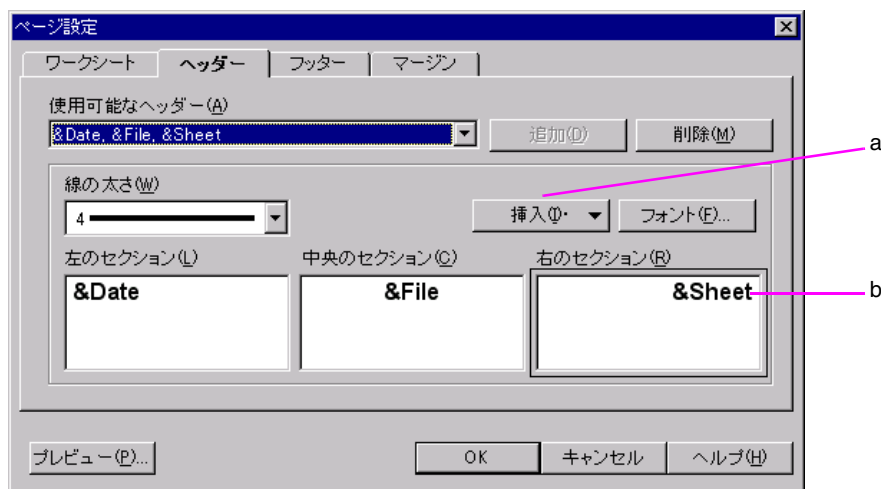 ページ設定
ワークシート ヘッダー フッター マージン
使用可能なヘッダー(A)
&Date, &File, &Sheet 追加(D) 削除(M)
a
線の太さ(W)
4 挿入(I)· フォント(F)...
左のセクション(L) 中央のセクション(C) 右のセクション(R)
&Date &File &Sheet b
プレビュー(P)... OK キャンセル ヘルプ(H)